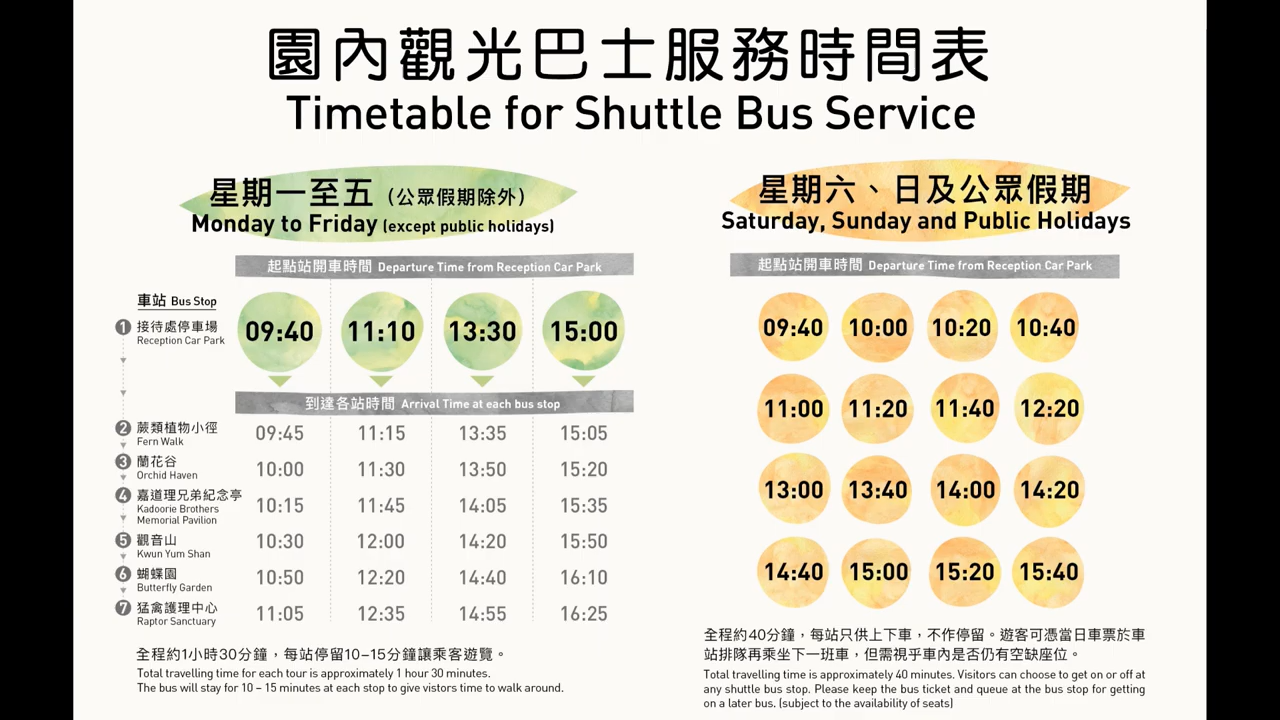 園內觀光巴士服務時間表
Timetable for Shuttle Bus Service
星期一至五（公眾假期除外）
Monday to Friday (except public holidays)
起點站開車時間 Departure Time from Reception Car Park
車站 Bus Stop
1 接待處停車場 09:40 11:10 13:30 15:00
Reception Car Park
到達各站時間 Arrival Time at each bus stop
2 蕨類植物小徑 09:45 11:15 13:35 15:05
Fern Walk
3 蘭花谷 10:00 11:30 13:50 15:20
Orchid Haven
4 嘉道理兄弟紀念亭 10:15 11:45 14:05 15:35
Kadoorie Brothers
Memorial Pavilion
5 觀音山 10:30 12:00 14:20 15:50
Kwun Yum Shan
6 蝴蝶園 10:50 12:20 14:40 16:10
Butterfly Garden
7 猛禽護理中心 11:05 12:35 14:55 16:25
Raptor Sanctuary
全程約1小時30分鐘，每站停留10–15分鐘讓乘客遊覽。
Total travelling time for each tour is approximately 1 hour 30 minutes.
The bus will stay for 10 – 15 minutes at each stop to give vistors time to walk around.
星期六、日及公眾假期
Saturday, Sunday and Public Holidays
起點站開車時間 Departure Time from Reception Car Park
09:40 10:00 10:20 10:40
11:00 11:20 11:40 12:20
13:00 13:40 14:00 14:20
14:40 15:00 15:20 15:40
全程約40分鐘，每站只供上下車，不作停留。遊客可憑當日車票於車
站排隊再乘坐下一班車，但需視乎車內是否仍有空缺座位。
Total travelling time is approximately 40 minutes. Visitors can choose to get on or off at
any shuttle bus stop. Please keep the bus ticket and queue at the bus stop for getting
on a later bus. (subject to the availability of seats)